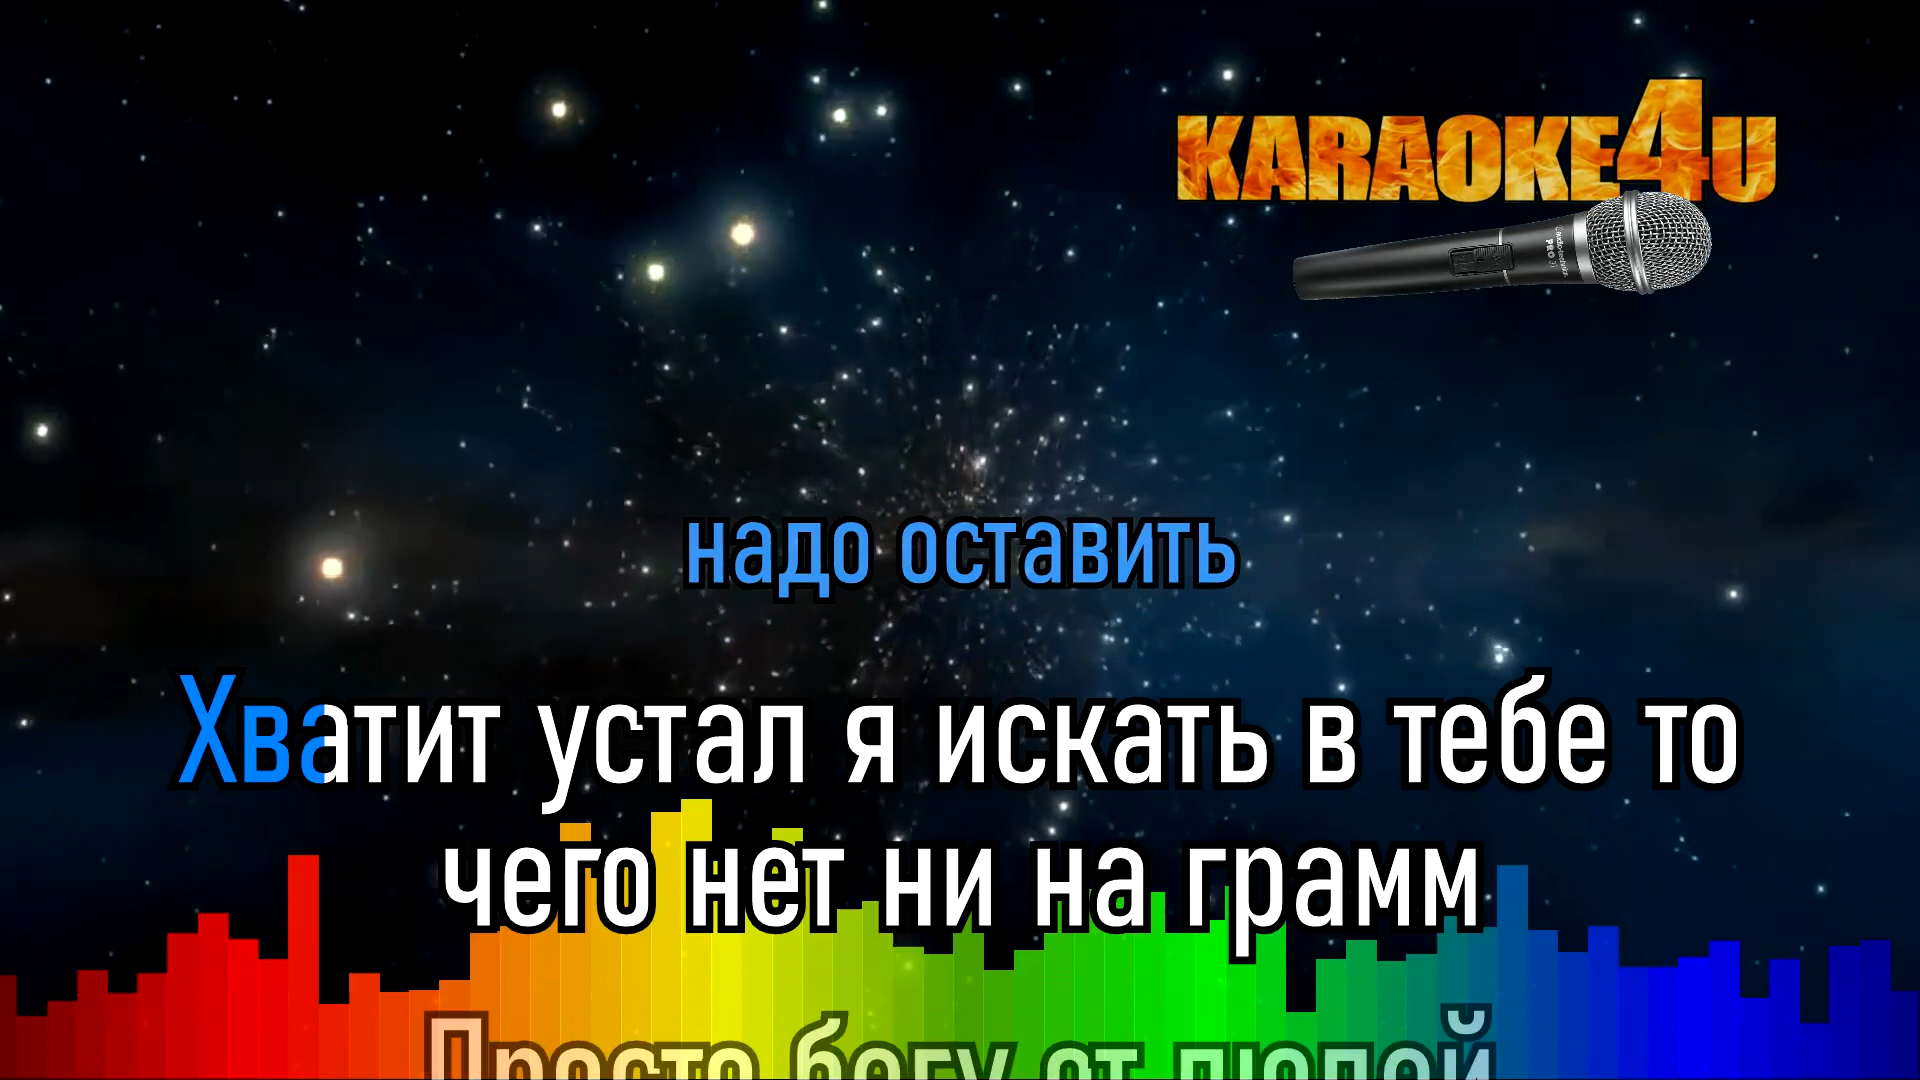 KARAOKE4U
надо оставить
Хватит устал я искать в тебе то
чего нет ни на грамм
Просто бегу от людей